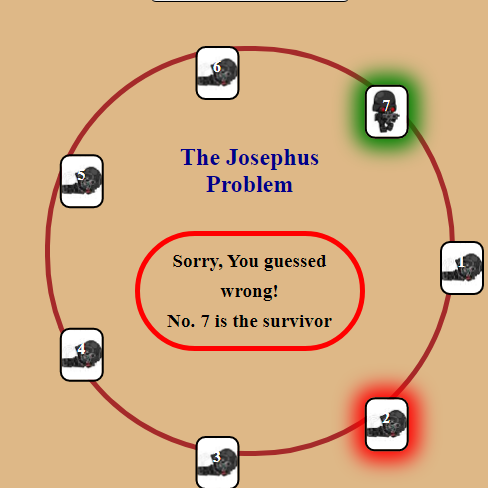 6
7
The Josephus
Problem
5
Sorry, You guessed
wrong!
No. 7 is the survivor
1
4
2
3